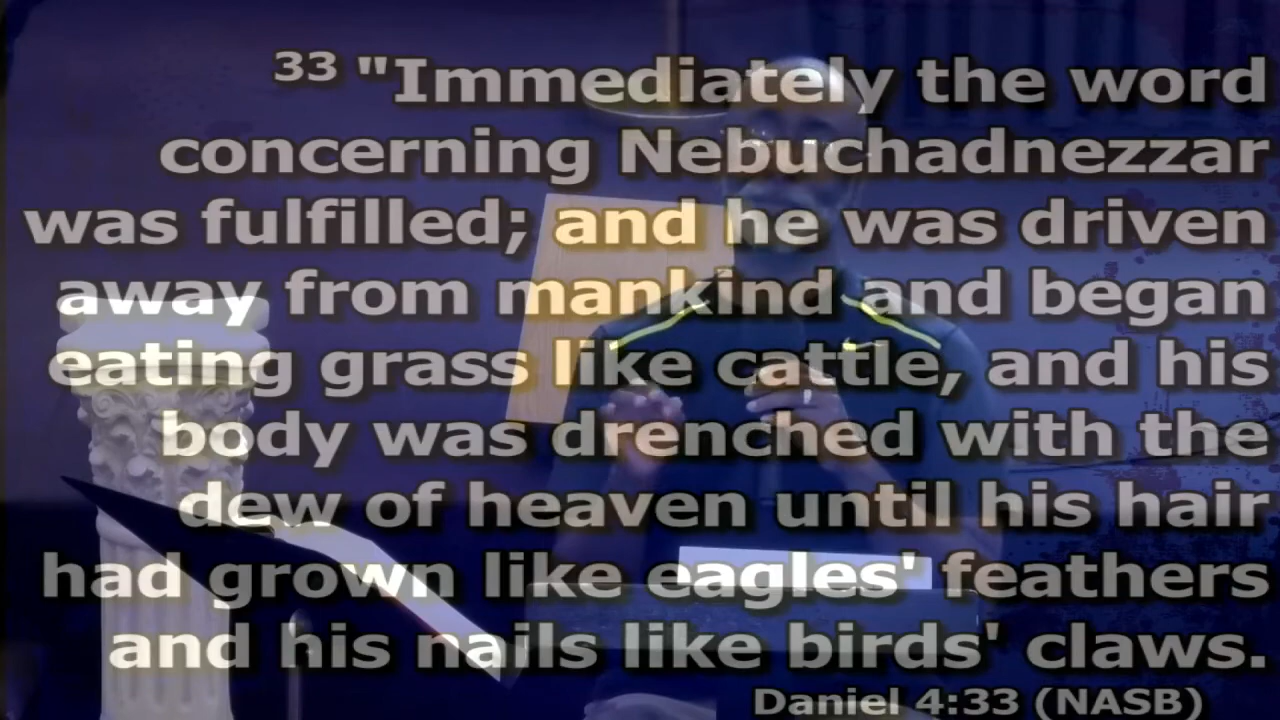 33 "Immediately the word
concerning Nebuchadnezzar
was fulfilled; and he was driven
away from mankind and began
eating grass like cattle, and his
body was drenched with the
dew of heaven until his hair
had grown like eagles' feathers
and his nails like birds' claws.
Daniel 4:33 (NASB)